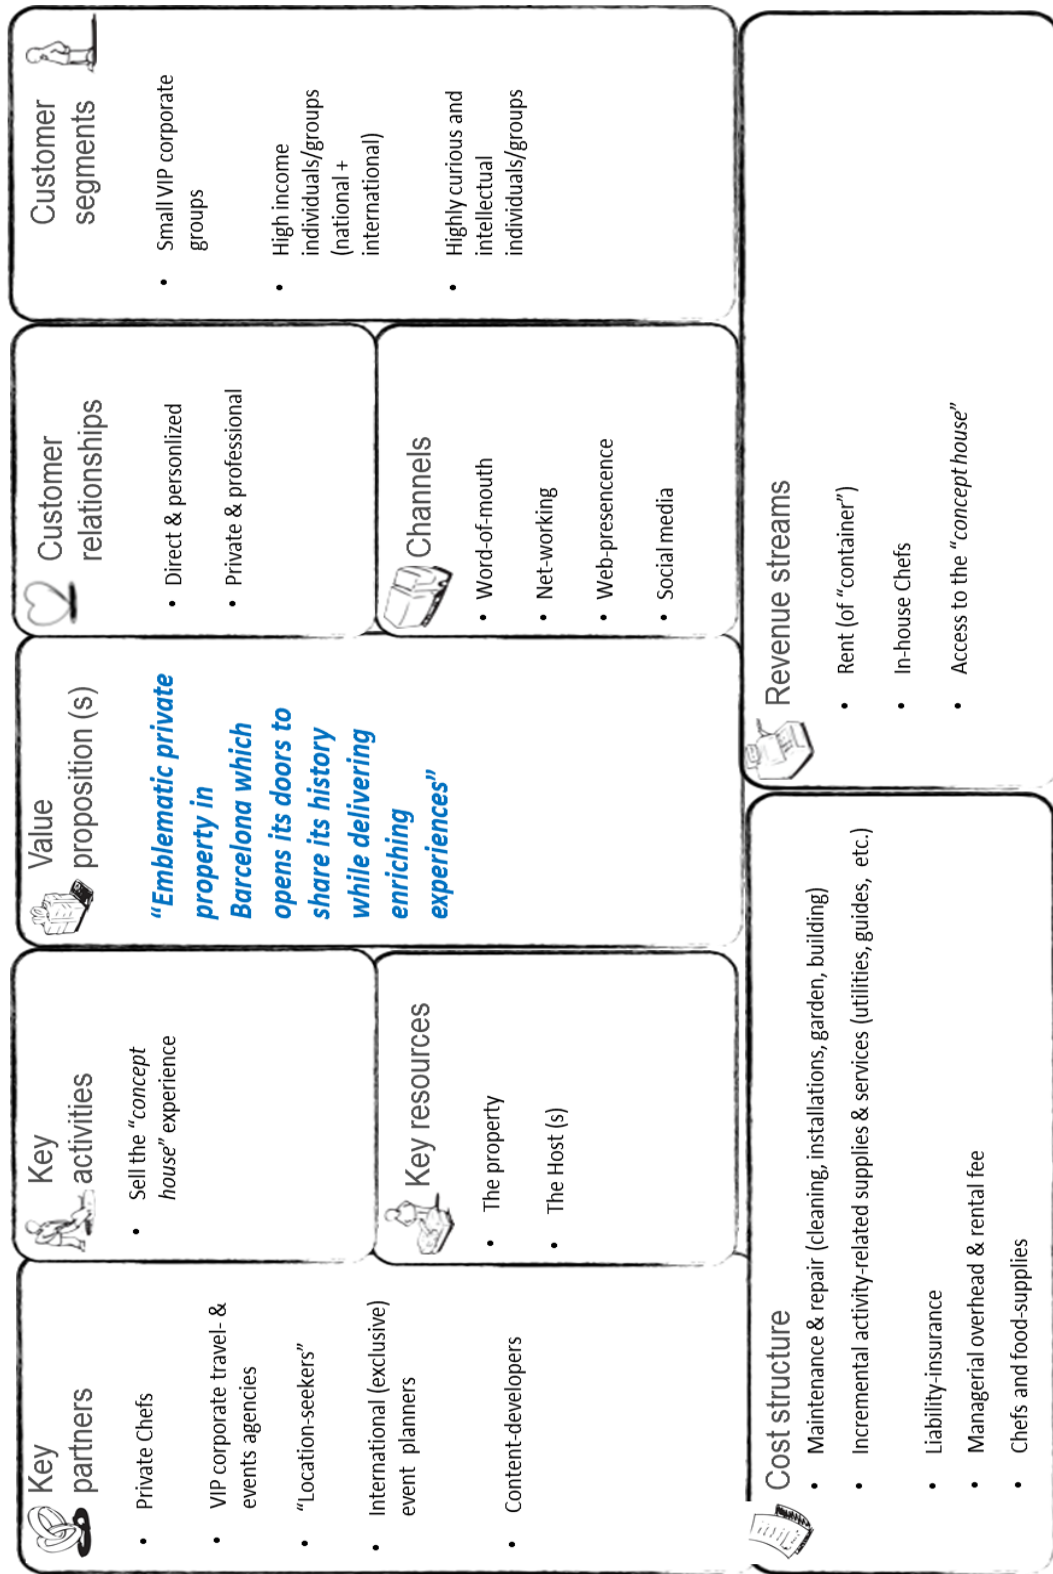 Key
partners
• Private Chefs
• VIP corporate travel- &
events agencies
• “Location-seekers”
• International (exclusive)
event planners
• Content-developers
Key
activities
• Sell the “concept
house” experience
Key resources
• The property
• The Host (s)
Value
proposition (s)
“Emblematic private
property in
Barcelona which
opens its doors to
share its history
while delivering
enriching
experiences”
Customer
relationships
• Direct & personlized
• Private & professional
Channels
• Word-of-mouth
• Net-working
• Web-presencence
• Social media
Customer
segments
• Small VIP corporate
groups
• High income
individuals/groups
(national +
international)
• Highly curious and
intellectual
individuals/groups
Cost structure
• Maintenance & repair (cleaning, installations, garden, building)
• Incremental activity-related supplies & services (utilities, guides, etc.)
• Liability-insurance
• Managerial overhead & rental fee
• Chefs and food-supplies
Revenue streams
• Rent (of “container”)
• In-house Chefs
• Access to the “concept house”